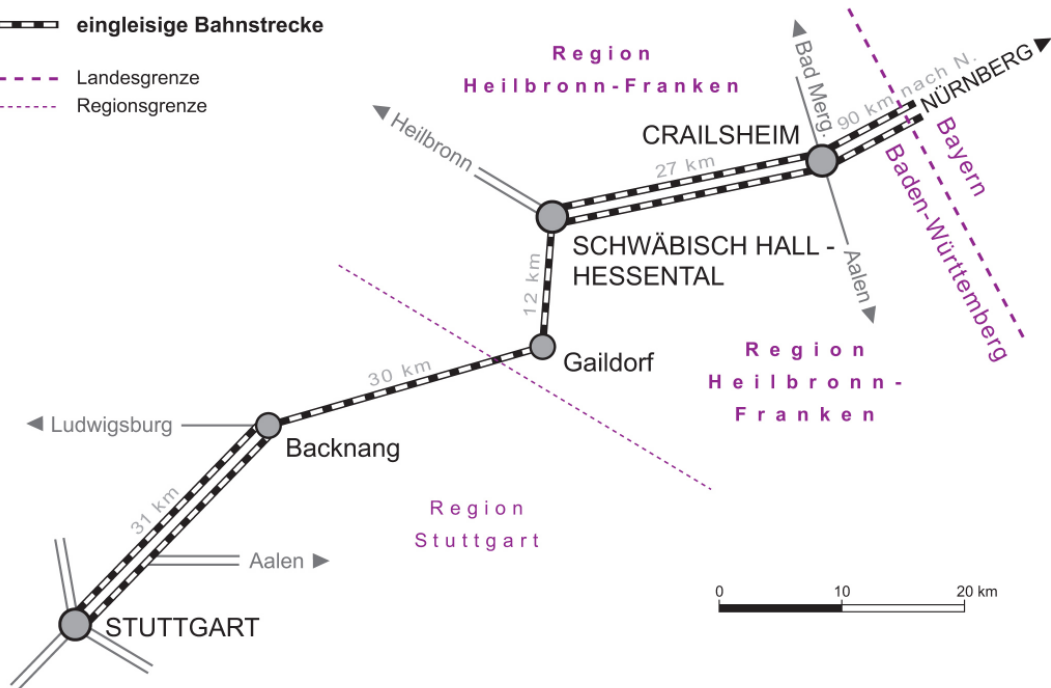 eingleisige Bahnstrecke
Landesgrenze
Regionsgrenze
Region
Heilbronn-Franken
Bad Merg.
90 km nach N.
NÜRNBERG
Heilbronn
CRAILSHEIM
27 km
Bayern
Baden-Württemberg
SCHWÄBISCH HALL -
HESSENTAL
12 km
Aalen
Gaildorf
Region
Heilbronn-
Franken
30 km
Ludwigsburg
Backnang
31 km
Region
Stuttgart
Aalen
STUTTGART
0 10 20 km